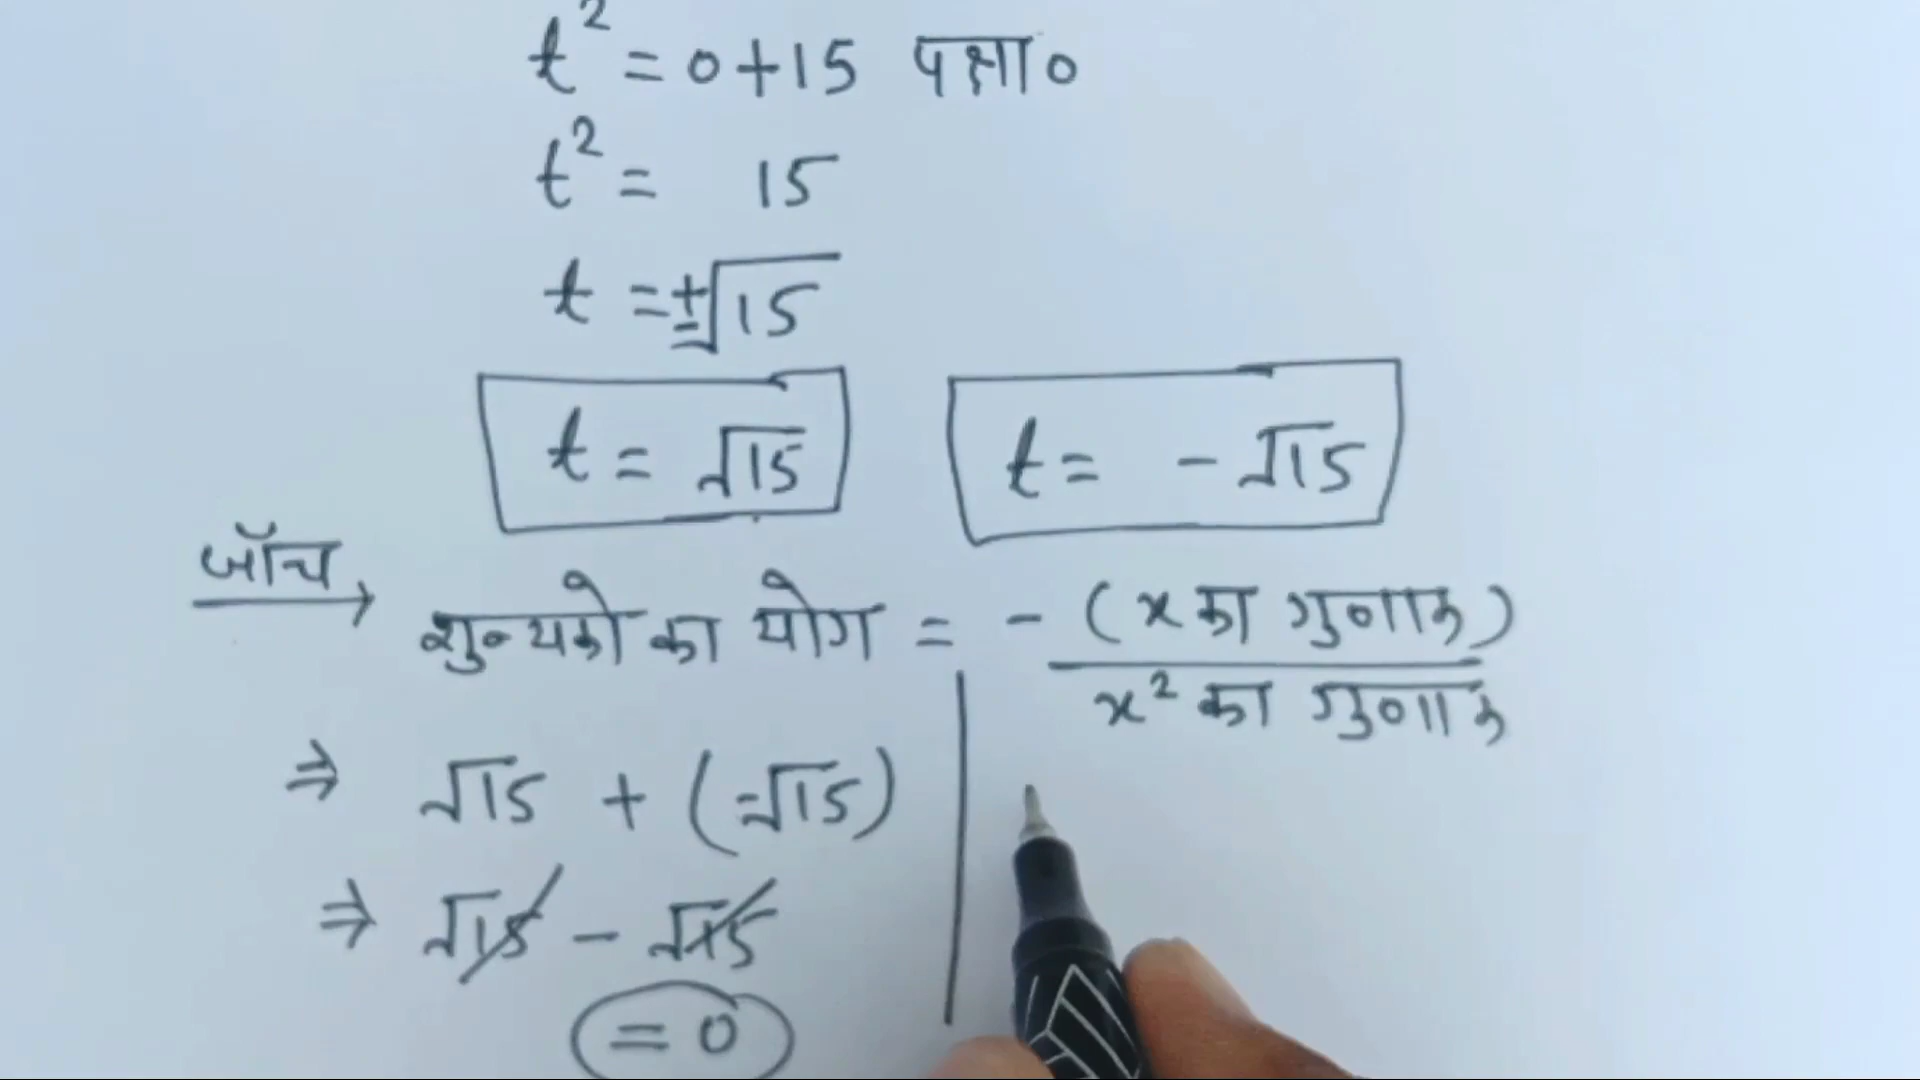 t² = 0+15 पक्षा०
t² = 15
t = ±√15
t = √15 t = -√15
जॉच →
शुन्यको का योग = - (x का गुणाक)
x² का गुणाक
⇒ √15 + (-√15)
⇒ √15 - √15
= 0